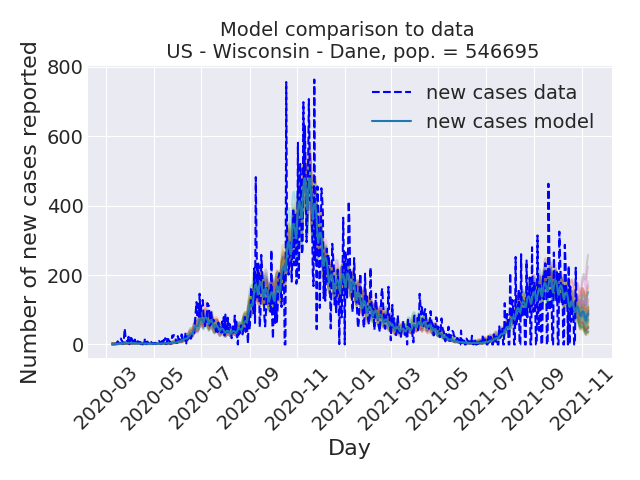 Model comparison to data
US - Wisconsin - Dane, pop. = 546695
Number of new cases reported
800
600
400
200
0
new cases data
new cases model
2020-03
2020-05
2020-07
2020-09
2020-11
2021-01
2021-03
2021-05
2021-07
2021-09
2021-11
Day